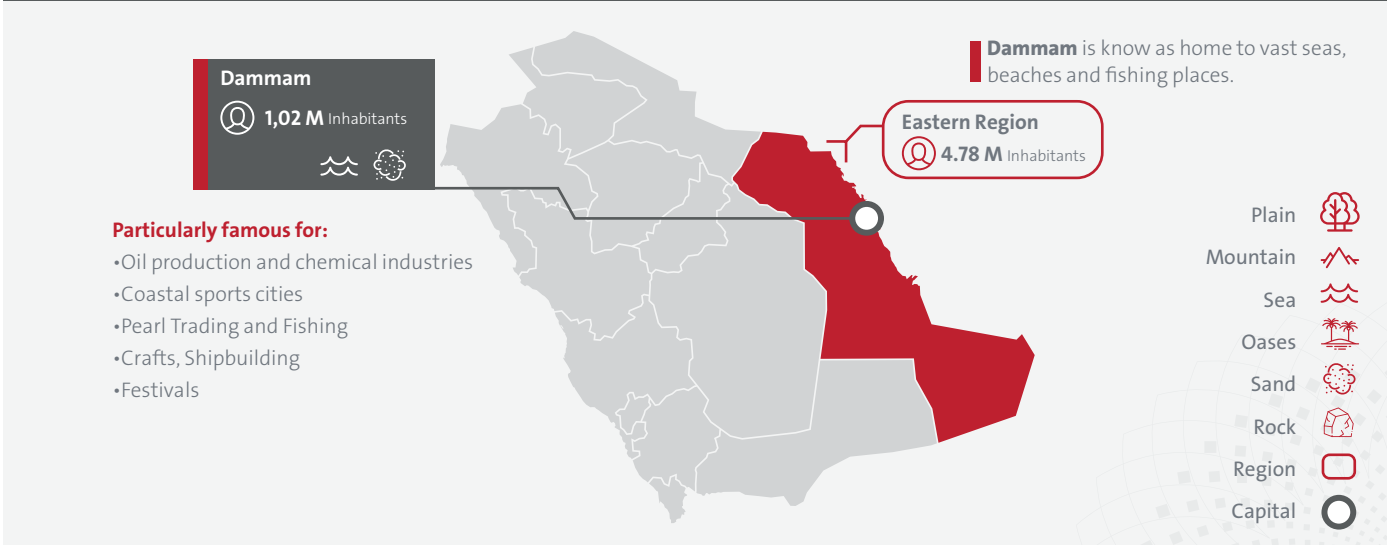 Dammam is know as home to vast seas,
beaches and fishing places.
Dammam
1,02 M Inhabitants
Eastern Region
4.78 M Inhabitants
Particularly famous for:
•Oil production and chemical industries
•Coastal sports cities
•Pearl Trading and Fishing
•Crafts, Shipbuilding
•Festivals
Plain
Mountain
Sea
Oases
Sand
Rock
Region
Capital